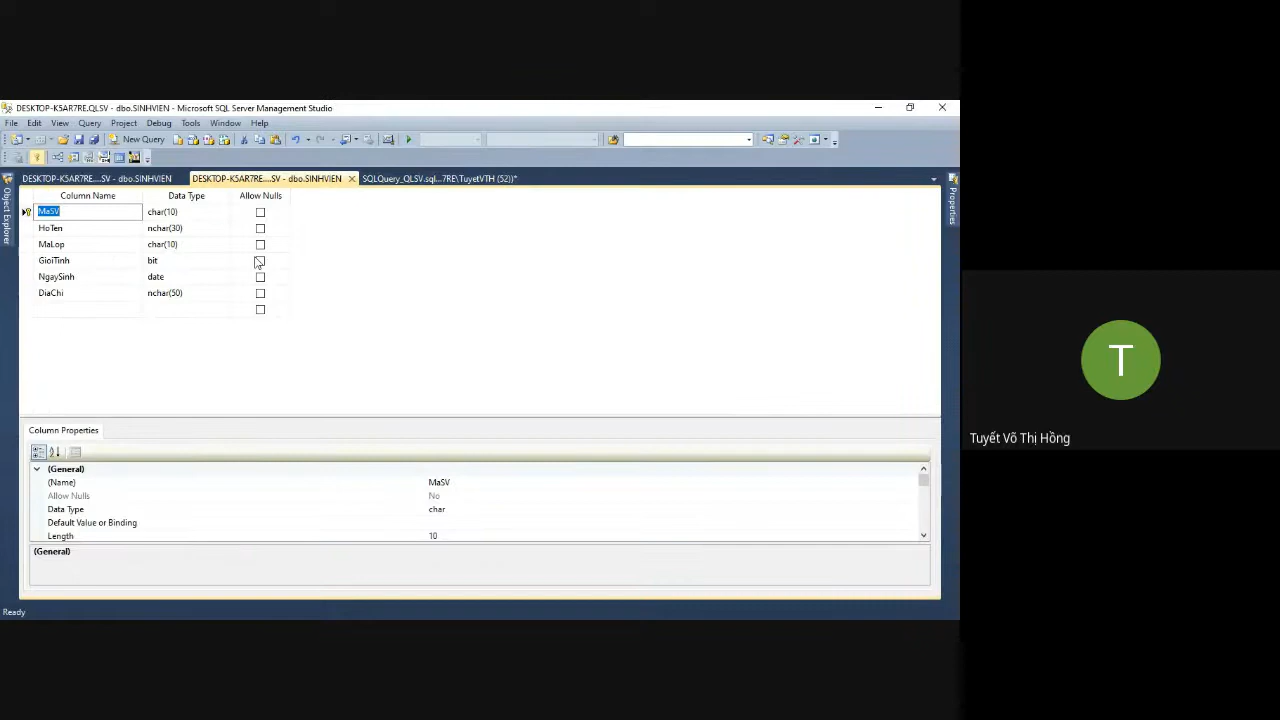 DESKTOP-K5AR7RE.QLSV - dbo.SINHVIEN - Microsoft SQL Server Management Studio
File Edit View Query Project Debug Tools Window Help
New Query
DESKTOP-K5AR7RE....SV - dbo.SINHVIEN DESKTOP-K5AR7RE....SV - dbo.SINHVIEN SQLQuery_QLSV.sql...7RE\TuyetVTH (52))*
Object Explorer
Properties
Column Name Data Type Allow Nulls
MaSV char(10)
HoTen nchar(30)
MaLop char(10)
GioiTinh bit
NgaySinh date
DiaChi nchar(50)
Column Properties
(General)
(Name) MaSV
Allow Nulls No
Data Type char
Default Value or Binding
Length 10
(General)
Ready
T
Tuyết Võ Thị Hồng